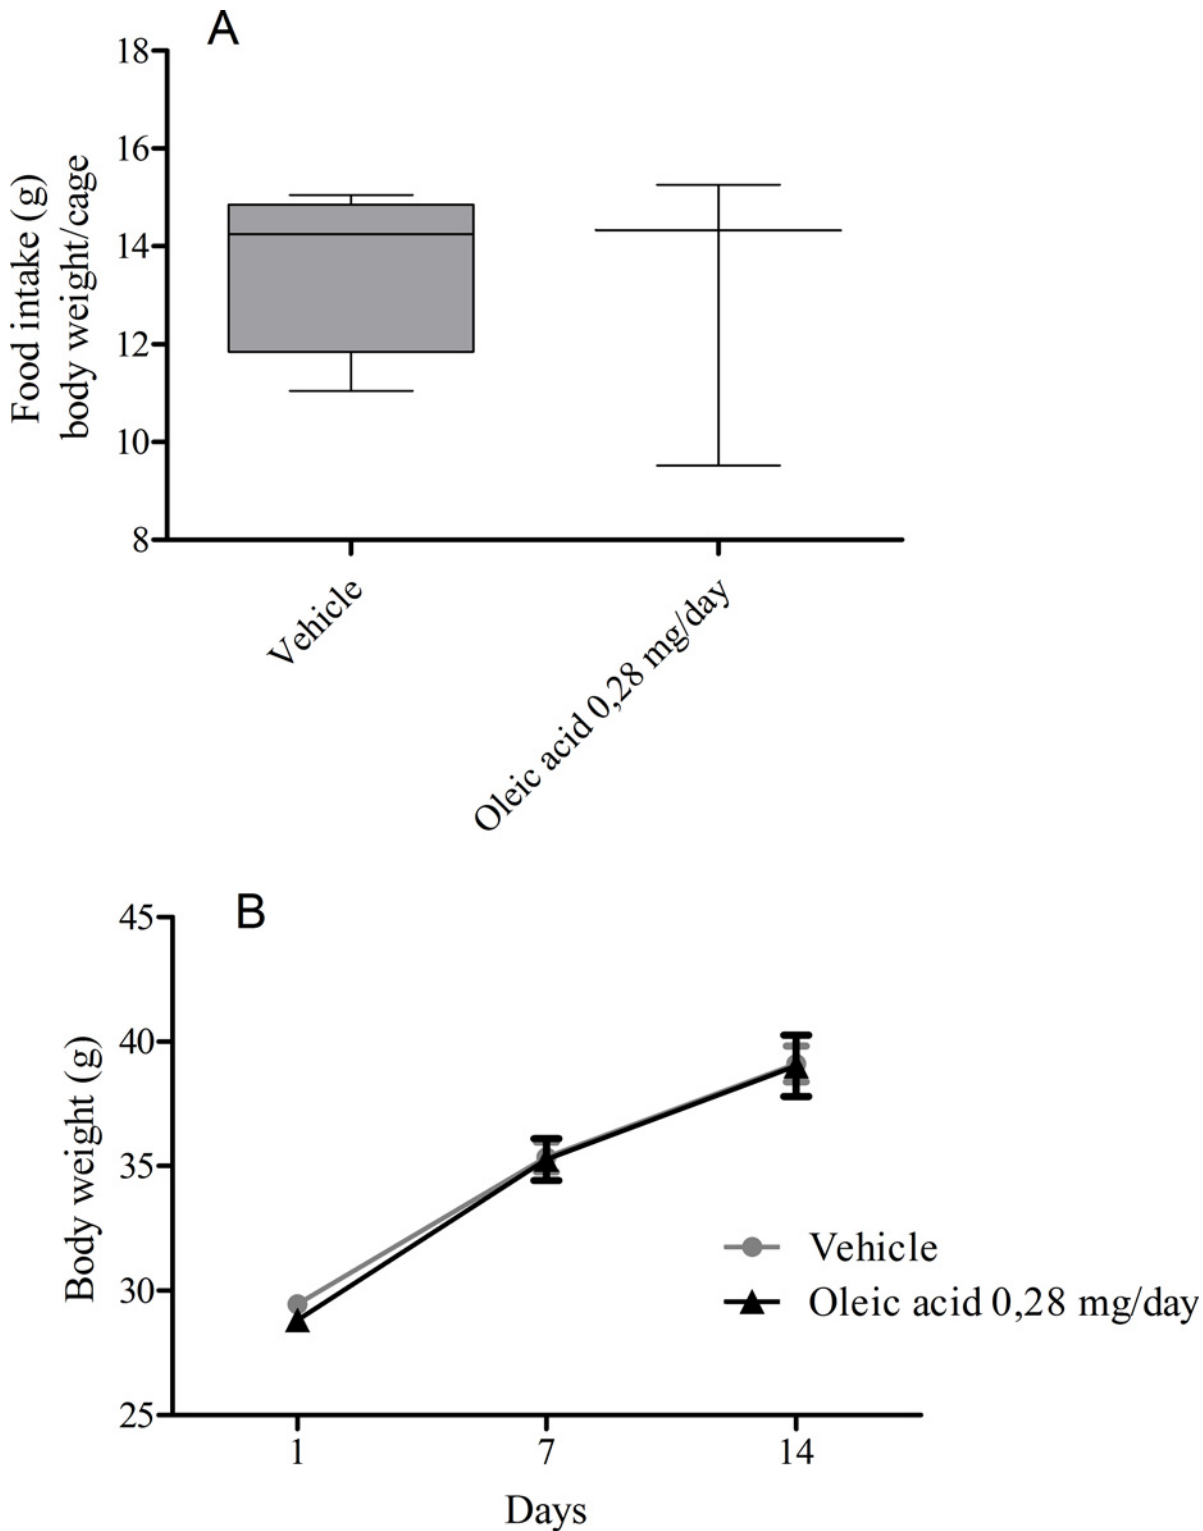 A
18
16
14
12
10
8
Food intake (g)
body weight/cage
Vehicle
Oleic acid 0,28 mg/day
B
45
40
35
30
25
Body weight (g)
Vehicle
Oleic acid 0,28 mg/day
1 7 14
Days